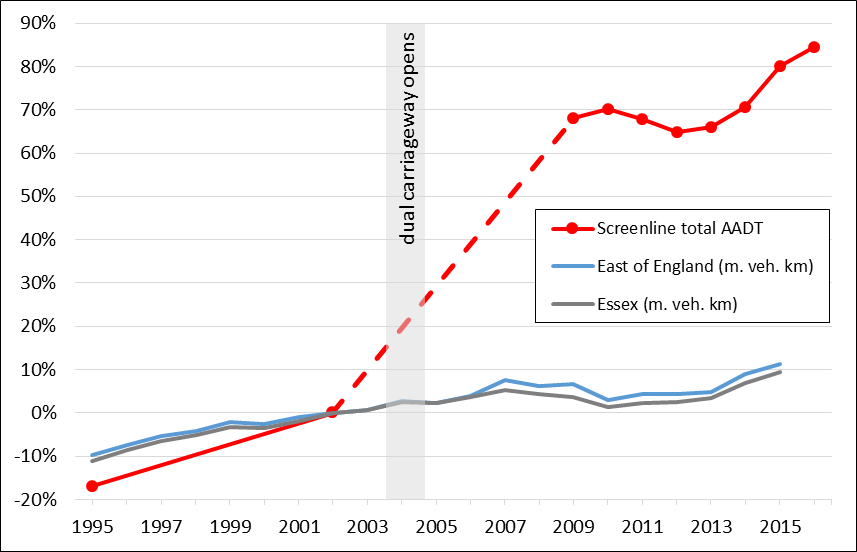 90%
80%
70%
60%
50%
40%
30%
20%
10%
0%
-10%
-20%
dual carriageway opens
Screenline total AADT
East of England (m. veh. km)
Essex (m. veh. km)
1995 1997 1999 2001 2003 2005 2007 2009 2011 2013 2015